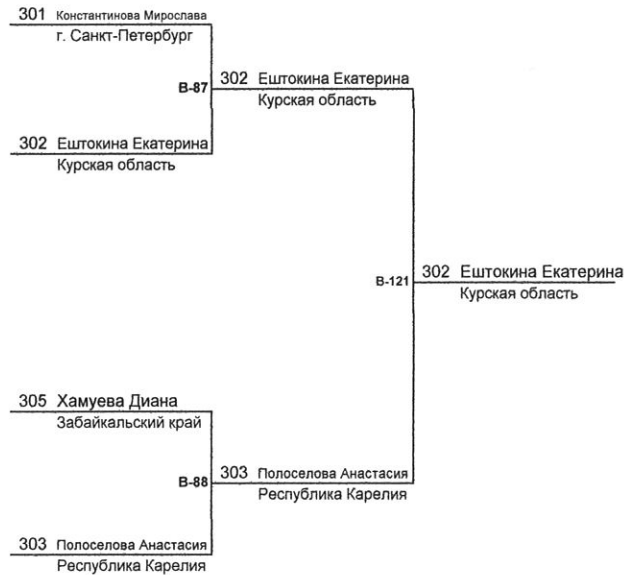 301 Константинова Мирослава
г. Санкт-Петербург
B-87
302 Ештокина Екатерина
Курская область
302 Ештокина Екатерина
Курская область
B-121
302 Ештокина Екатерина
Курская область
305 Хамуева Диана
Забайкальский край
B-88
303 Полоселова Анастасия
Республика Карелия
303 Полоселова Анастасия
Республика Карелия